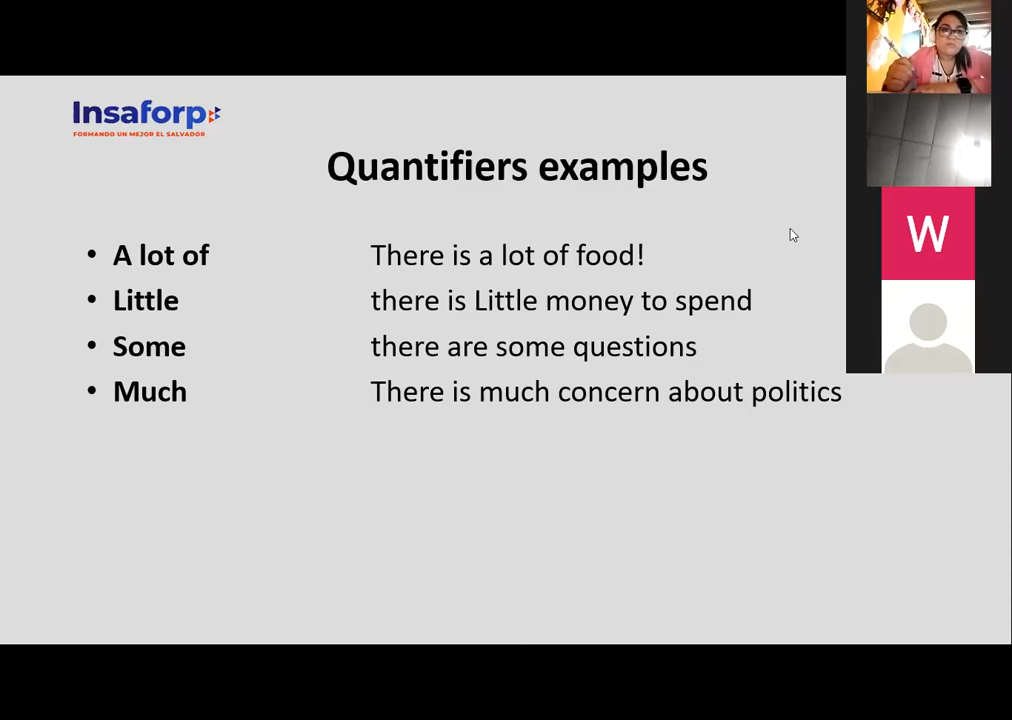 Insaforp
FORMANDO UN MEJOR EL SALVADOR
Quantifiers examples
• A lot of There is a lot of food!
• Little there is Little money to spend
• Some there are some questions
• Much There is much concern about politics
W